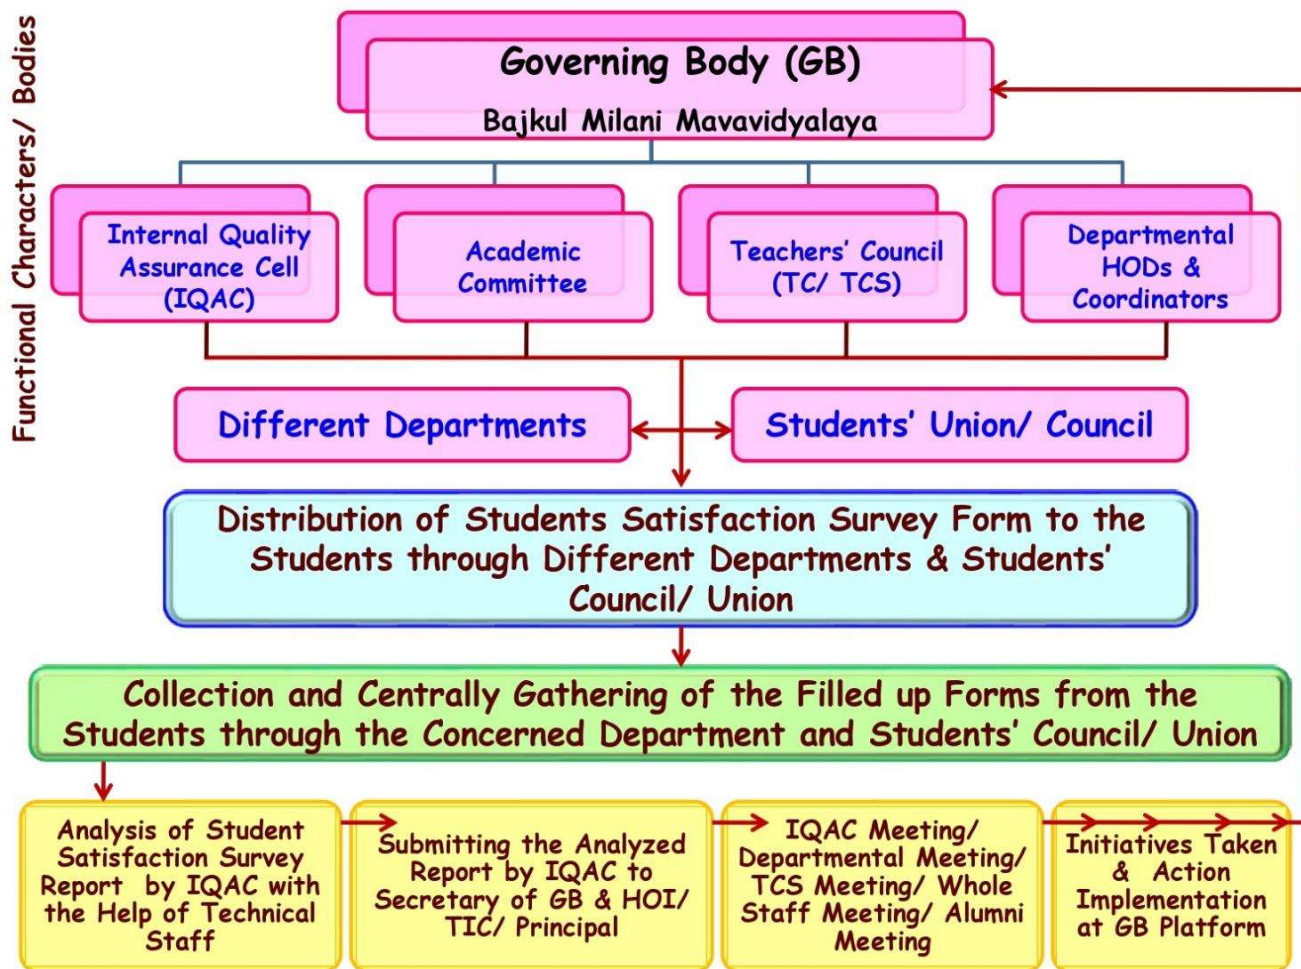 Functional Characters/ Bodies
Governing Body (GB)
Bajkul Milani Mavavidyalaya
Internal Quality
Assurance Cell
(IQAC)
Academic
Committee
Teachers' Council
(TC/ TCS)
Departmental
HODs &
Coordinators
Different Departments
Students' Union/ Council
Distribution of Students Satisfaction Survey Form to the
Students through Different Departments & Students'
Council/ Union
Collection and Centrally Gathering of the Filled up Forms from the
Students through the Concerned Department and Students' Council/ Union
Analysis of Student
Satisfaction Survey
Report by IQAC with
the Help of Technical
Staff
Submitting the Analyzed
Report by IQAC to
Secretary of GB & HOI/
TIC/ Principal
IQAC Meeting/
Departmental Meeting/
TCS Meeting/ Whole
Staff Meeting/ Alumni
Meeting
Initiatives Taken
& Action
Implementation
at GB Platform